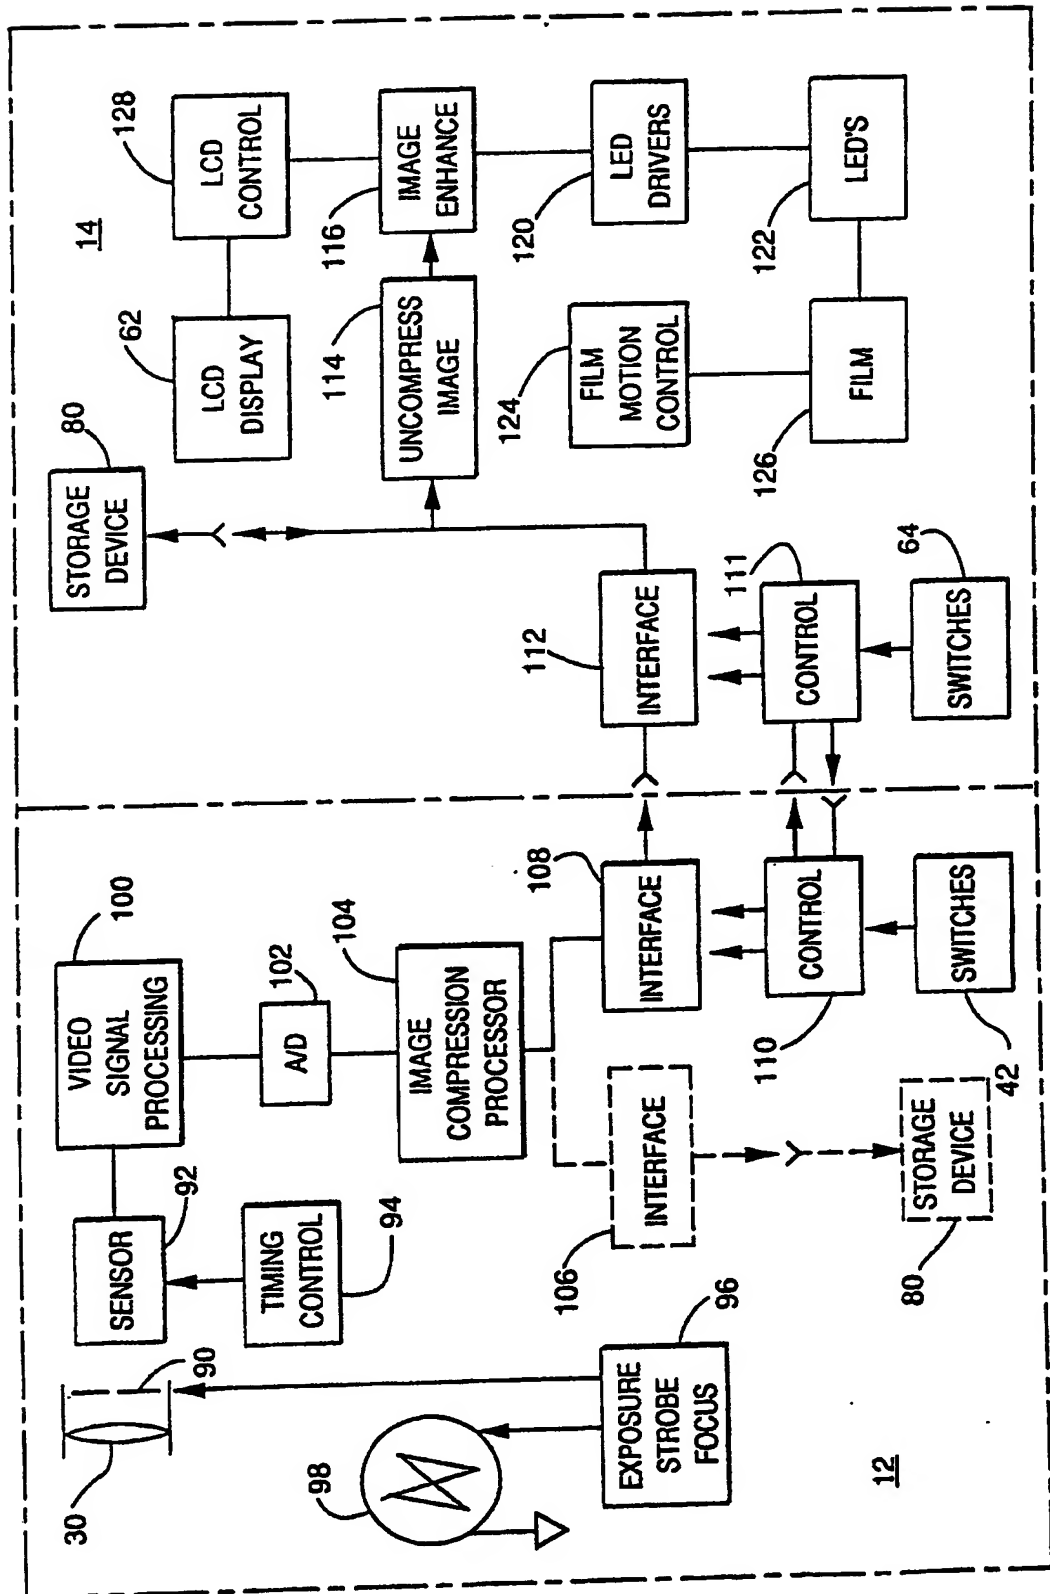 30
90
SENSOR
92
VIDEO
SIGNAL
PROCESSING
100
TIMING
CONTROL
94
A/D
102
98
IMAGE
COMPRESSION
PROCESSOR
104
EXPOSURE
STROBE
FOCUS
96
106
INTERFACE
INTERFACE
108
CONTROL
110
12
STORAGE
DEVICE
80
SWITCHES
42
STORAGE
DEVICE
80
LCD
DISPLAY
62
LCD
CONTROL
128
14
UNCOMPRESS
IMAGE
114
IMAGE
ENHANCE
116
INTERFACE
112
FILM
MOTION
CONTROL
124
LED
DRIVERS
120
CONTROL
111
SWITCHES
64
FILM
126
LED'S
122